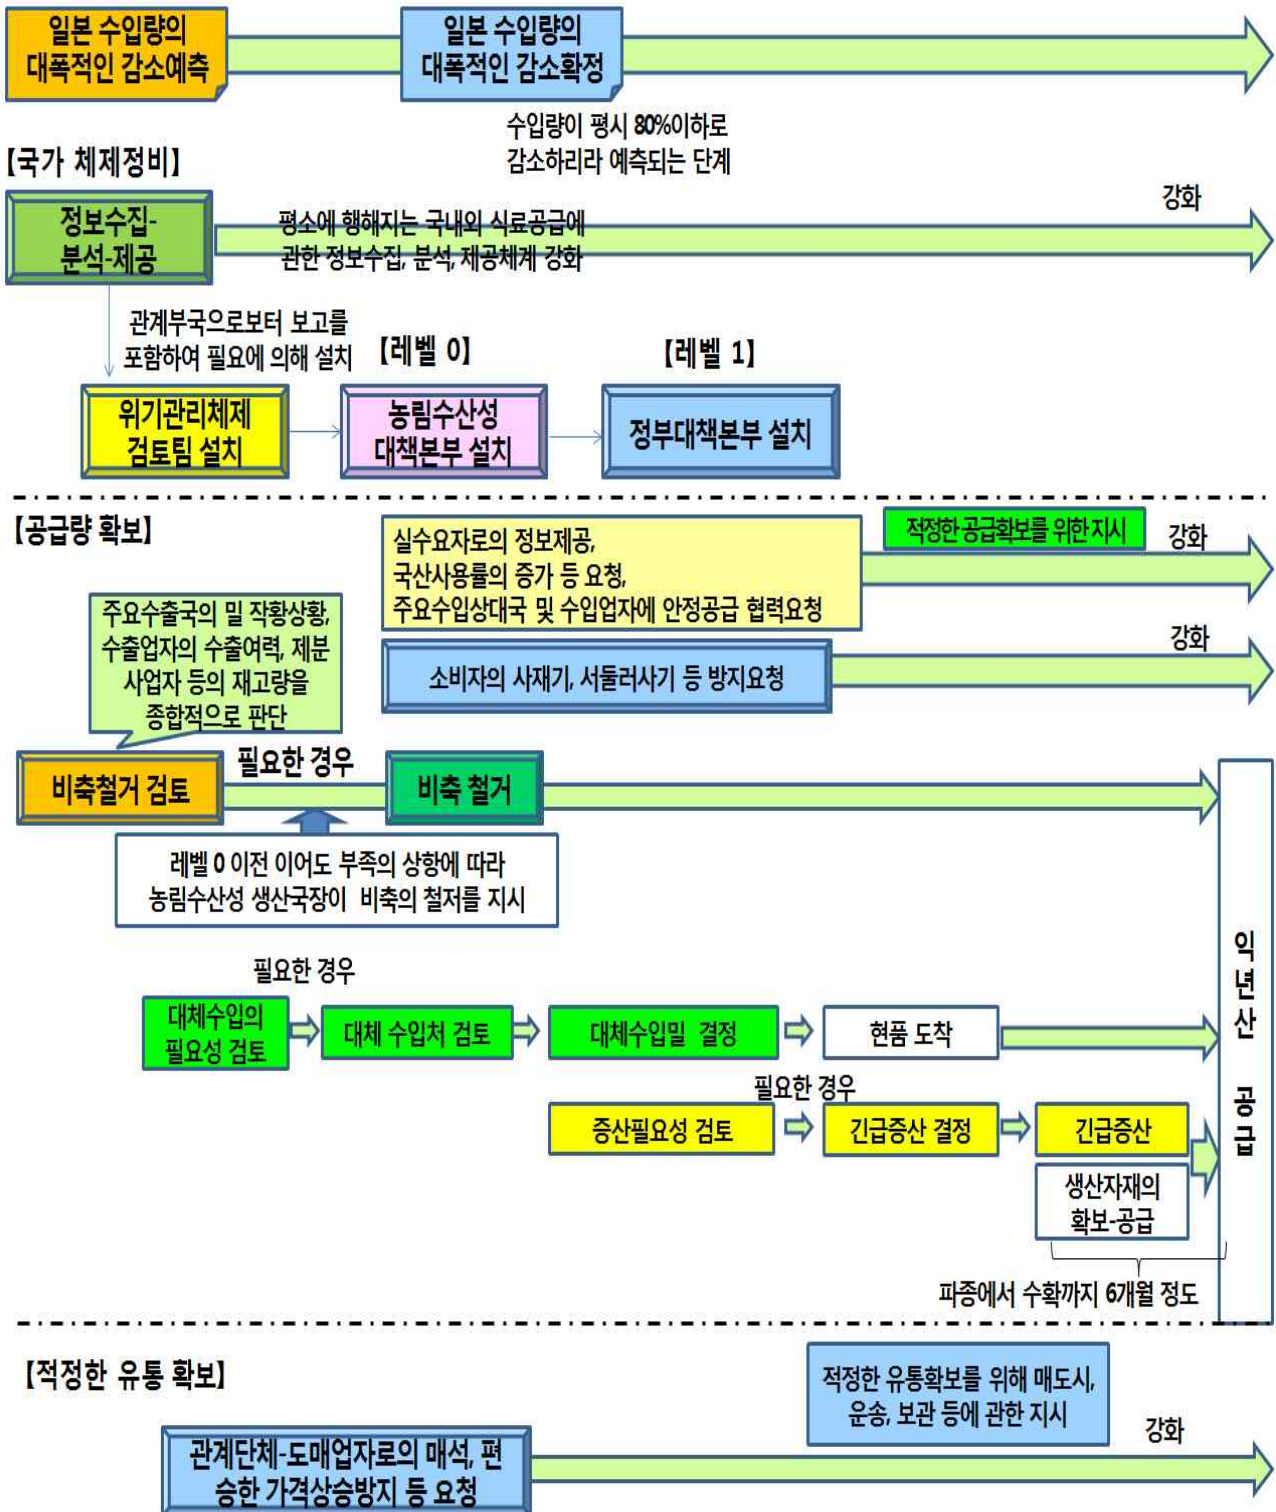 일본 수입량의
대폭적인 감소예측
일본 수입량의
대폭적인 감소확정
수입량이 평시 80%이하로
감소하리라 예측되는 단계
【국가 체제정비】
정보수집-
분석-제공
평소에 행해지는 국내외 식료공급에
관한 정보수집, 분석, 제공체계 강화
강화
관계부국으로부터 보고를
포함하여 필요에 의해 설치
【레벨 0】
【레벨 1】
위기관리체제
검토팀 설치
농림수산성
대책본부 설치
정부대책본부 설치
【공급량 확보】
실수요자로의 정보제공,
국산사용률의 증가 등 요청,
주요수입상대국 및 수입업자에 안정공급 협력요청
적정한 공급확보를 위한 지시
강화
주요수출국의 밀 작황상황,
수출업자의 수출여력, 제분
사업자 등의 재고량을
종합적으로 판단
소비자의 사재기, 서둘러사기 등 방지요청
강화
비축철거 검토
필요한 경우
비축 철거
레벨 0 이전 이어도 부족의 상항에 따라
농림수산성 생산국장이 비축의 철저를 지시
필요한 경우
대체수입의
필요성 검토
대체 수입처 검토
대체수입밀 결정
현품 도착
필요한 경우
증산필요성 검토
긴급증산 결정
긴급증산
생산자재의
확보-공급
파종에서 수확까지 6개월 정도
익년산 공급
【적정한 유통 확보】
적정한 유통확보를 위해 매도시,
운송, 보관 등에 관한 지시
강화
관계단체-도매업자로의 매석, 편
승한 가격상승방지 등 요청